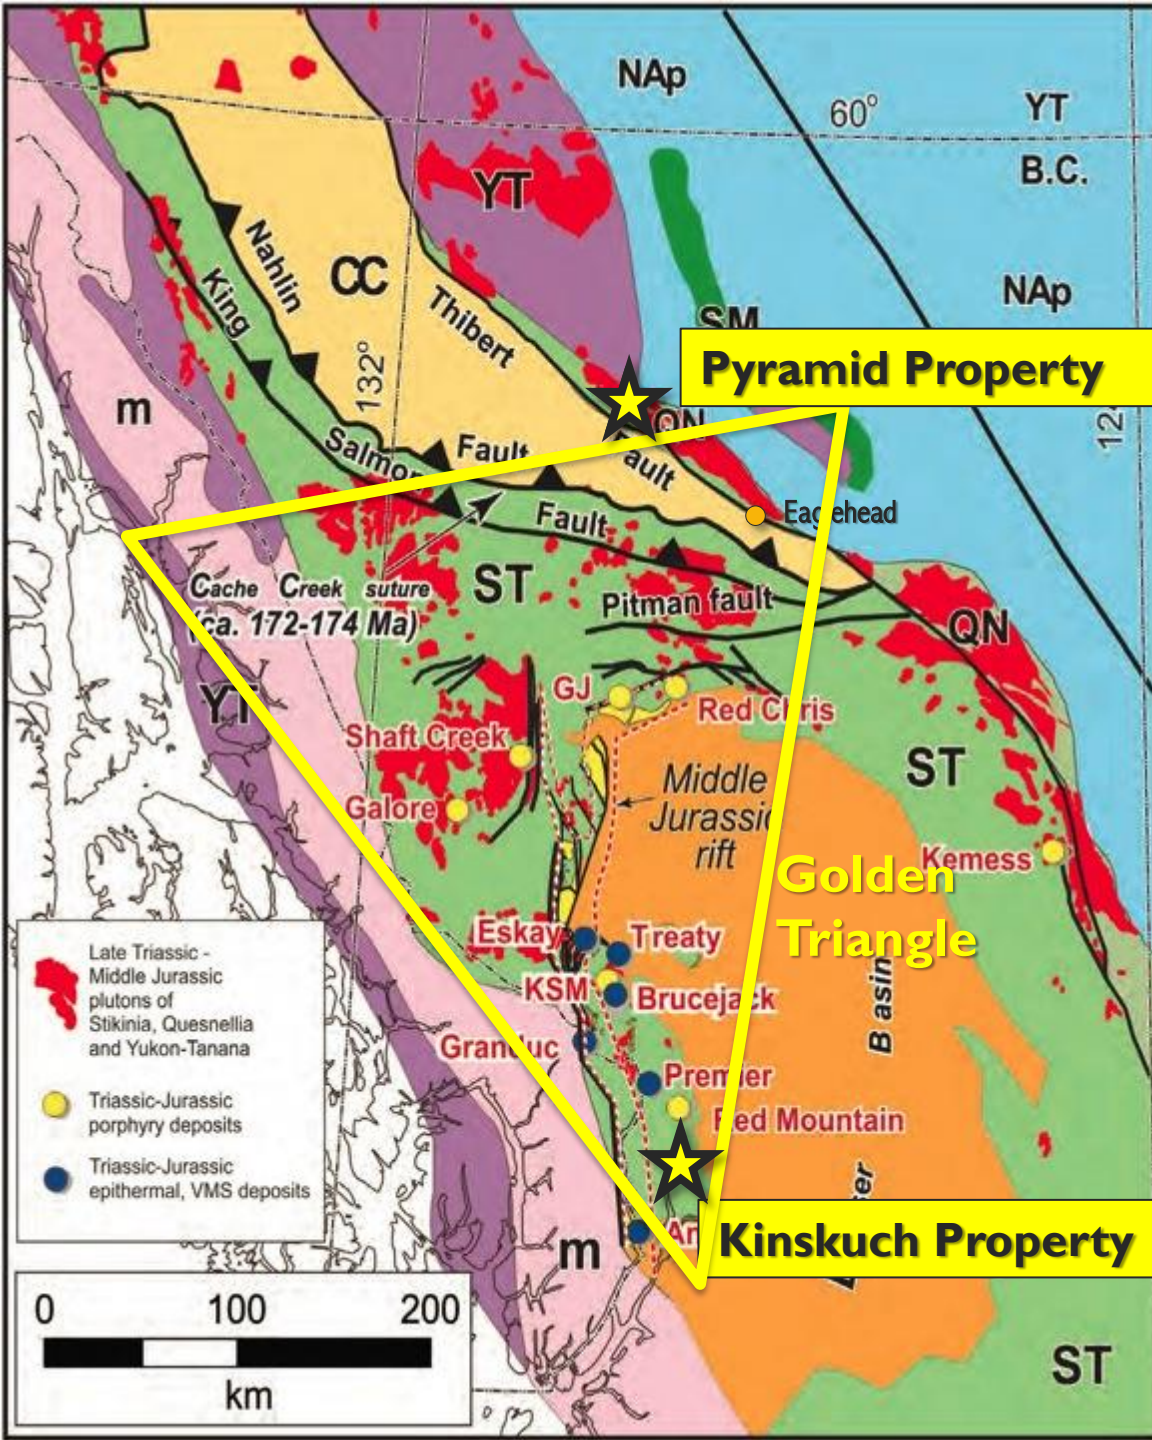 NAp
60°
YT
B.C.
YT
NAp
Nahlin
King
CC
Thibert
SM
132°
Pyramid Property
m
QN
Salmon
Fault
Fault
Eaglehead
Fault
Cache Creek suture
(ca. 172-174 Ma)
ST
Pitman fault
QN
YT
GJ
Red Chris
Shaft Creek
Galore
Middle
Jurassic
rift
ST
Golden
Triangle
Kemess
Eskay
Treaty
KSM
Brucejack
Granduc
Basin
Premier
Red Mountain
Kinskuch Property
m
ST
Late Triassic -
Middle Jurassic
plutons of
Stikinia, Quesnellia
and Yukon-Tanana
Triassic-Jurassic
porphyry deposits
Triassic-Jurassic
epithermal, VMS deposits
0 100 200
km